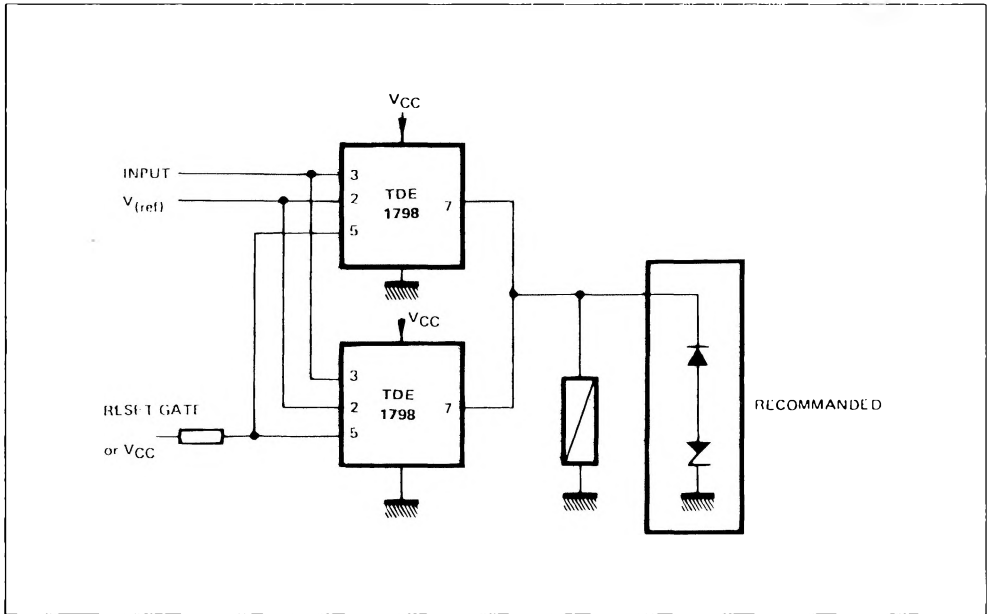 VCC
INPUT
V(ref)
3
2
5
TDE
1798
7
VCC
RESET GATE
or VCC
3
2
5
TDE
1798
7
RECOMMANDED